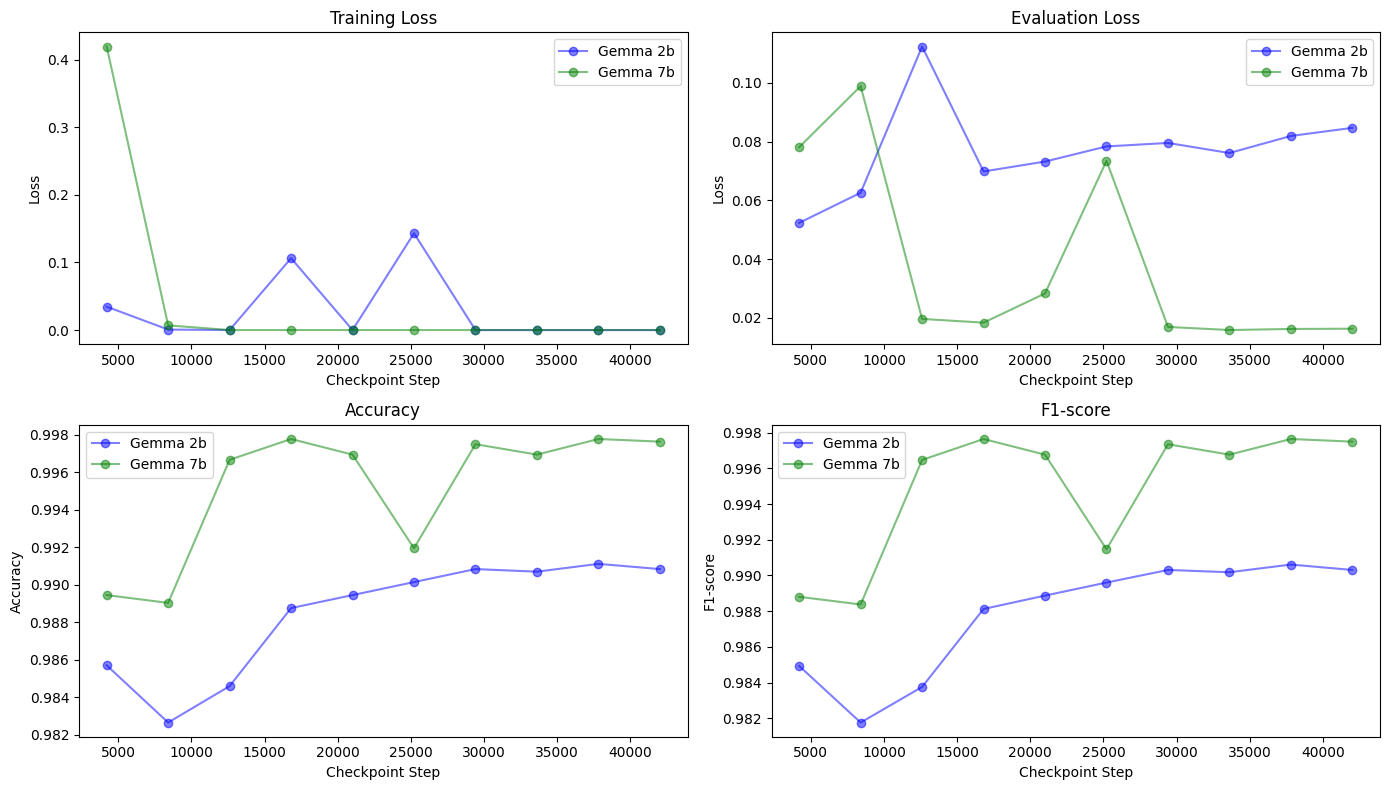 Training Loss
Gemma 2b
Gemma 7b
0.4
0.3
0.2
0.1
0.0
Loss
5000 10000 15000 20000 25000 30000 35000 40000
Checkpoint Step
Evaluation Loss
Gemma 2b
Gemma 7b
0.10
0.08
0.06
0.04
0.02
Loss
5000 10000 15000 20000 25000 30000 35000 40000
Checkpoint Step
Accuracy
Gemma 2b
Gemma 7b
0.998
0.996
0.994
0.992
0.990
0.988
0.986
0.984
0.982
Accuracy
5000 10000 15000 20000 25000 30000 35000 40000
Checkpoint Step
F1-score
Gemma 2b
Gemma 7b
0.998
0.996
0.994
0.992
0.990
0.988
0.986
0.984
0.982
F1-score
5000 10000 15000 20000 25000 30000 35000 40000
Checkpoint Step